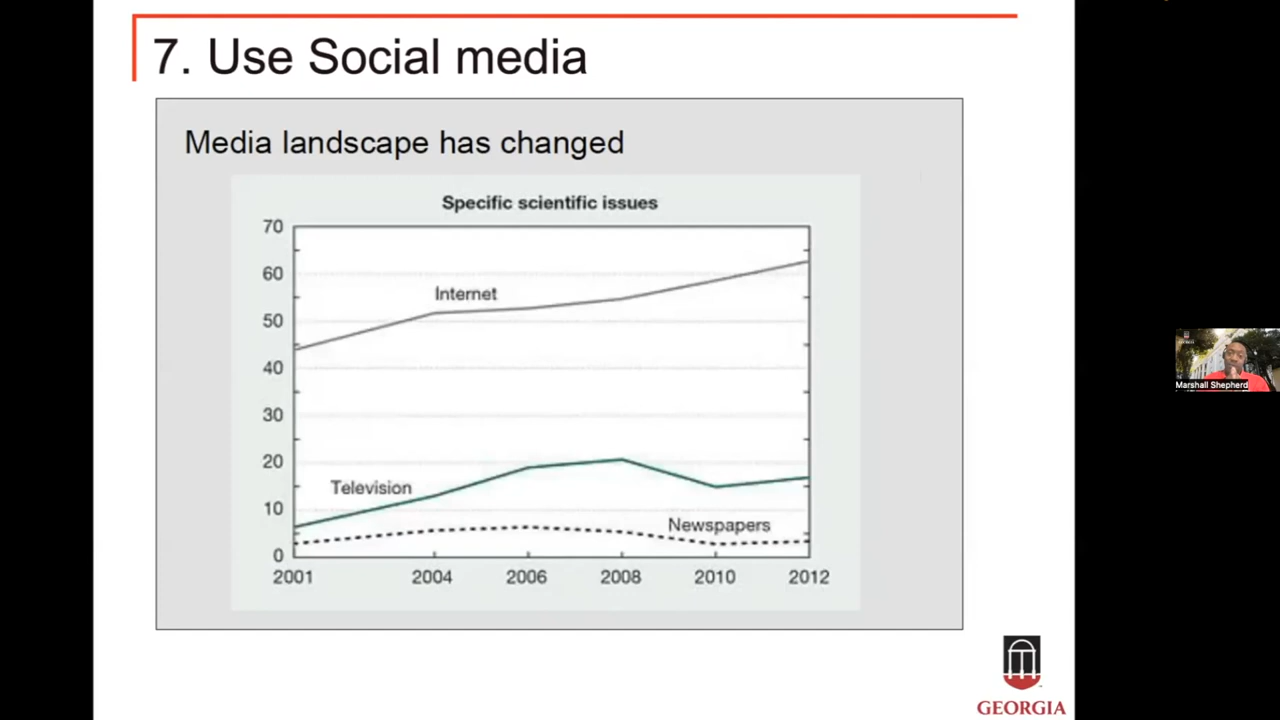 7. Use Social media
Media landscape has changed
Specific scientific issues
70
60
50
40
30
20
10
0
Internet
Television
Newspapers
2001 2004 2006 2008 2010 2012
Marshall Shepherd
GEORGIA